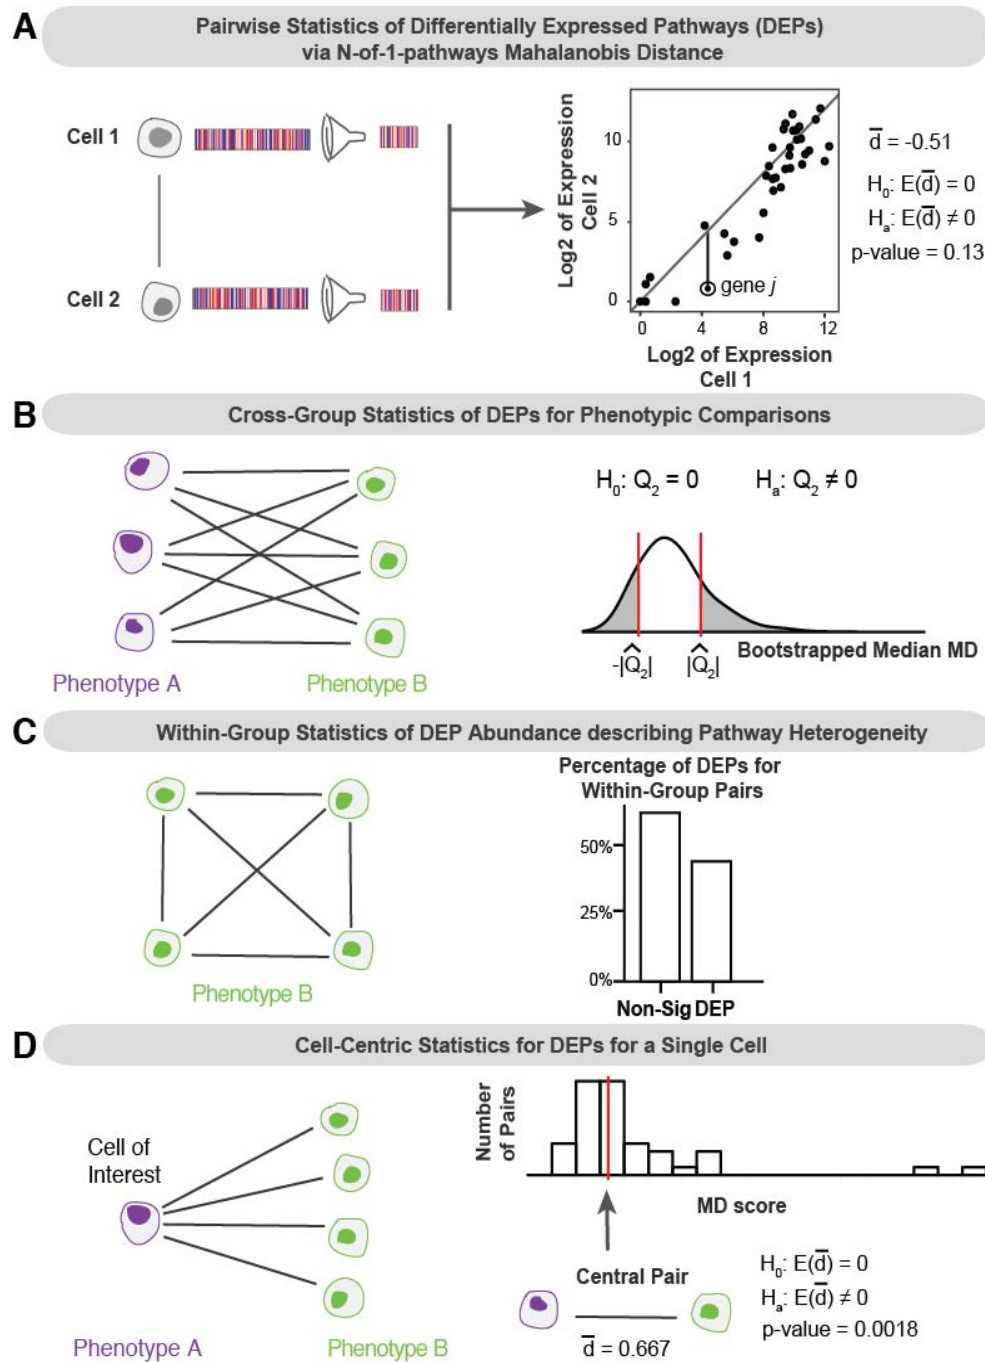 A
Pairwise Statistics of Differentially Expressed Pathways (DEPs)
via N-of-1-pathways Mahalanobis Distance
Cell 1
Cell 2
Log2 of Expression
Cell 2
10
5
0
gene j
0 4 8 12
Log2 of Expression
Cell 1
d̅ = -0.51
H₀: E(d̅) = 0
Hₐ: E(d̅) ≠ 0
p-value = 0.13
B
Cross-Group Statistics of DEPs for Phenotypic Comparisons
Phenotype A
Phenotype B
H₀: Q₂ = 0 Hₐ: Q₂ ≠ 0
-|Q̂₂| |Q̂₂|
Bootstrapped Median MD
C
Within-Group Statistics of DEP Abundance describing Pathway Heterogeneity
Phenotype B
Percentage of DEPs for
Within-Group Pairs
50%
25%
0%
Non-Sig DEP
D
Cell-Centric Statistics for DEPs for a Single Cell
Cell of
Interest
Phenotype A
Phenotype B
Number
of Pairs
MD score
Central Pair
d̅ = 0.667
H₀: E(d̅) = 0
Hₐ: E(d̅) ≠ 0
p-value = 0.0018